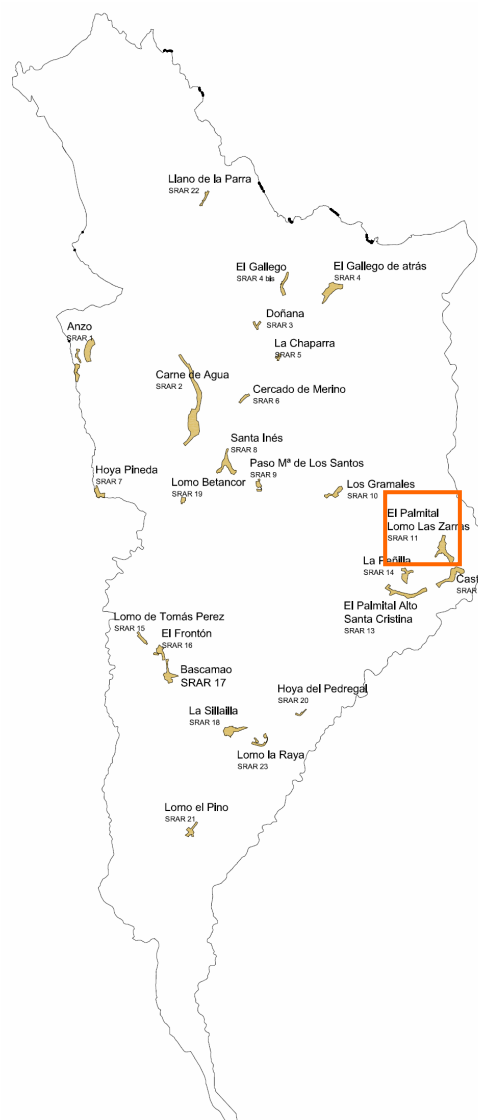 Llano de la Parra
SRAR 22
El Gallego
SRAR 4 bis
El Gallego de atrás
SRAR 4
Doñana
SRAR 3
Anzo
SRAR 1
La Chaparra
SRAR 5
Carne de Agua
SRAR 2
Cercado de Merino
SRAR 6
Santa Inés
SRAR 8
Paso Mª de Los Santos
SRAR 9
Hoya Pineda
SRAR 7
Lomo Betancor
SRAR 19
Los Gramales
SRAR 10
El Palmital
Lomo Las Zarras
SRAR 11
La Peñilla
SRAR 14
Cast
SRAR
El Palmital Alto
Santa Cristina
SRAR 13
Lomo de Tomás Perez
SRAR 15
El Frontón
SRAR 16
Bascamao
SRAR 17
Hoya del Pedregal
SRAR 20
La Sillailla
SRAR 18
Lomo la Raya
SRAR 23
Lomo el Pino
SRAR 21